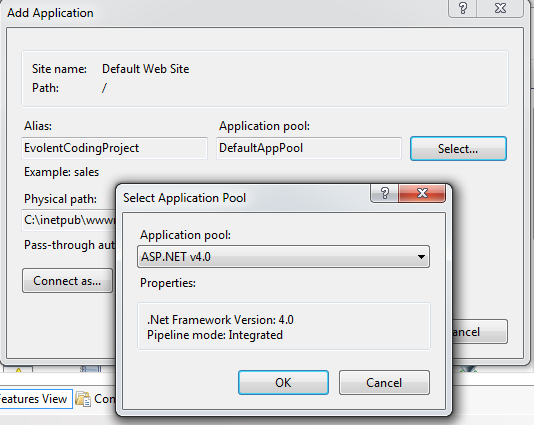 Add Application
Site name: Default Web Site
Path: /
Alias:
Application pool:
EvolentCodingProject
DefaultAppPool
Select...
Example: sales
Physical path:
C:\inetpub\wwwr
Pass-through aut
Connect as...
ancel
Select Application Pool
Application pool:
ASP.NET v4.0
Properties:
.Net Framework Version: 4.0
Pipeline mode: Integrated
OK
Cancel
eatures View
Con